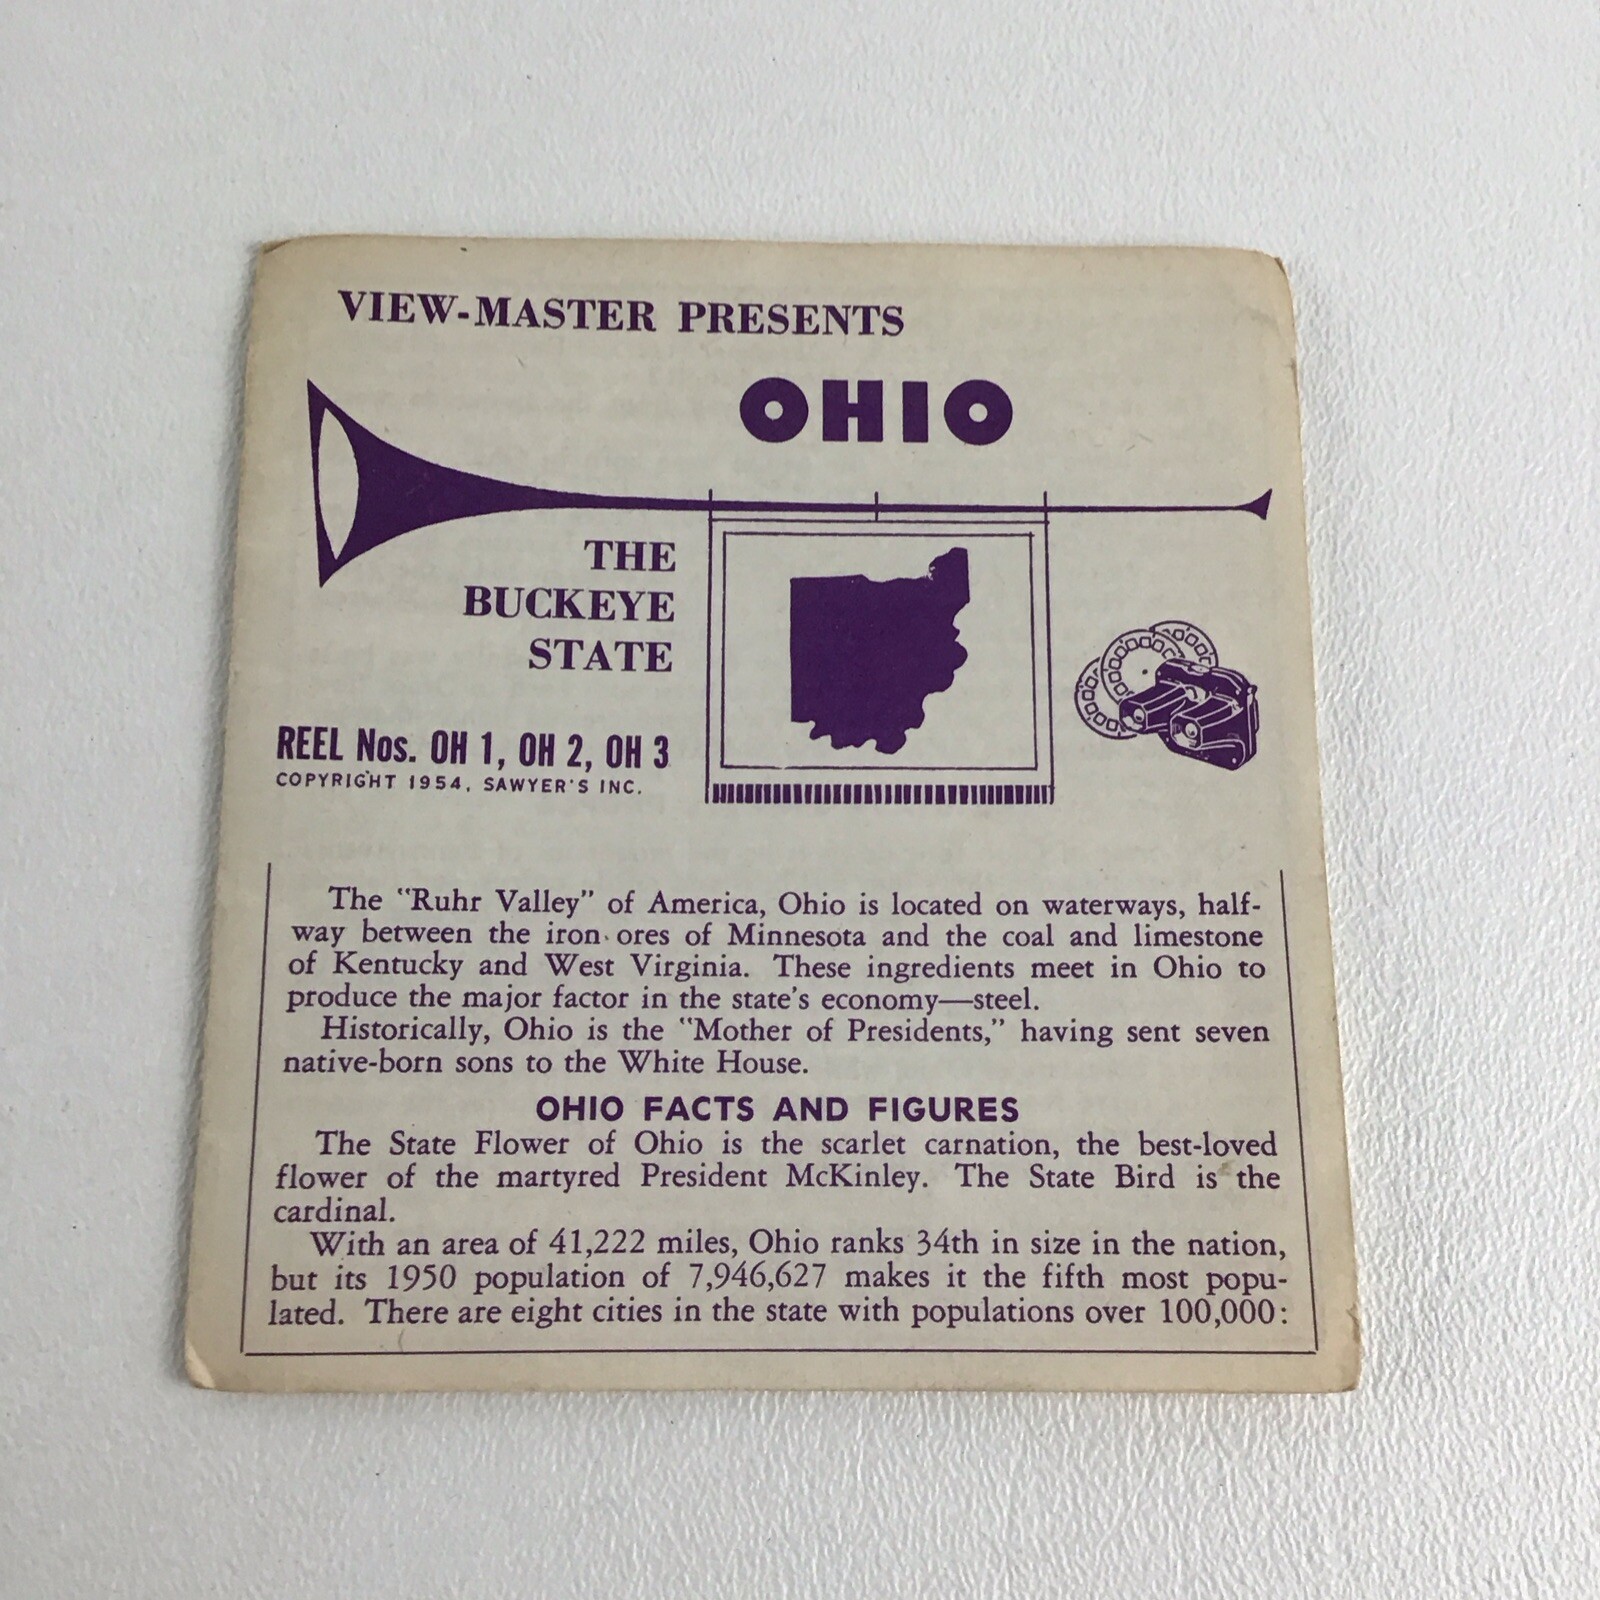 VIEW-MASTER PRESENTS
OHIO
THE
BUCKEYE
STATE
REEL Nos. OH 1, OH 2, OH 3
COPYRIGHT 1954, SAWYER'S INC.
The "Ruhr Valley" of America, Ohio is located on waterways, half-
way between the iron ores of Minnesota and the coal and limestone
of Kentucky and West Virginia. These ingredients meet in Ohio to
produce the major factor in the state's economy—steel.
Historically, Ohio is the "Mother of Presidents," having sent seven
native-born sons to the White House.
OHIO FACTS AND FIGURES
The State Flower of Ohio is the scarlet carnation, the best-loved
flower of the martyred President McKinley. The State Bird is the
cardinal.
With an area of 41,222 miles, Ohio ranks 34th in size in the nation,
but its 1950 population of 7,946,627 makes it the fifth most popu-
lated. There are eight cities in the state with populations over 100,000: